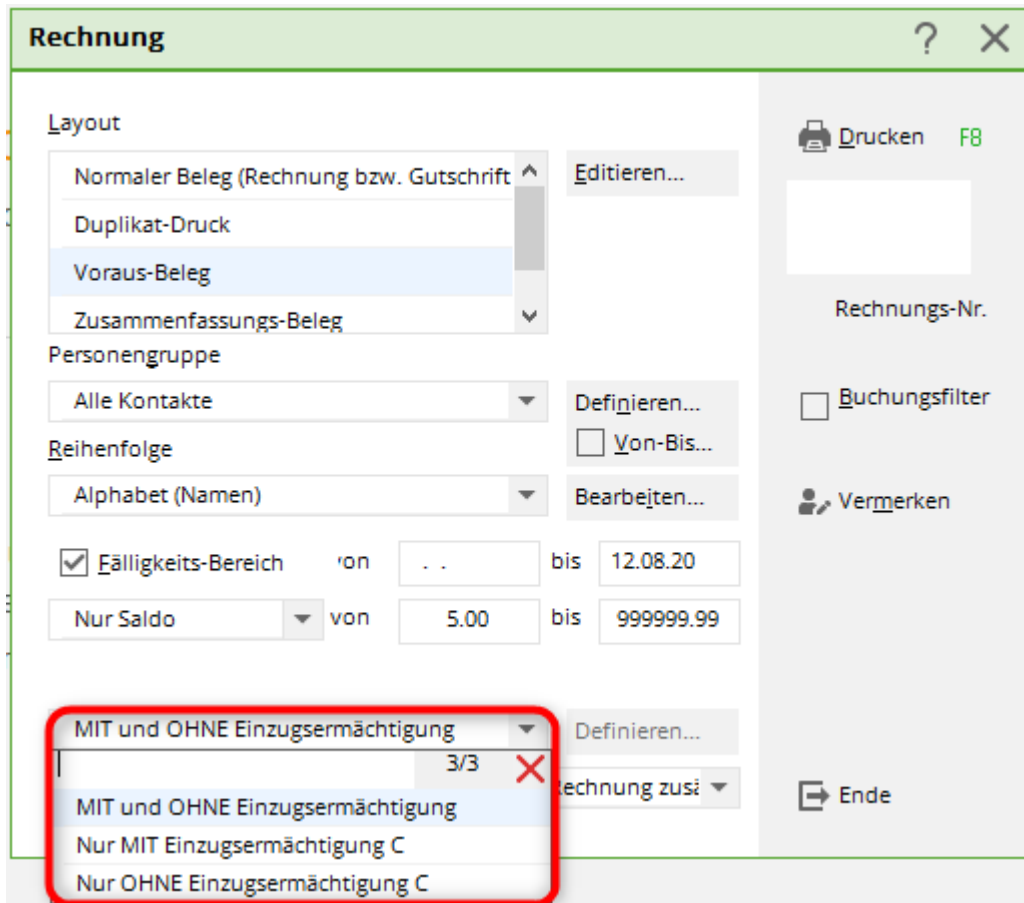 Rechnung ?
Layout
Normaler Beleg (Rechnung bzw. Gutschrift
Editieren...
Duplikat-Druck
Voraus-Beleg
Zusammenfassungs-Beleg
Personengruppe
Alle Kontakte
Definieren...
Von-Bis...
Reihenfolge
Alphabet (Namen)
Bearbeiten...
Fälligkeits-Bereich von . . bis 12.08.20
Nur Saldo von 5.00 bis 999999.99
MIT und OHNE Einzugsermächtigung
Definieren...
3/3
MIT und OHNE Einzugsermächtigung
Nur MIT Einzugsermächtigung C
Nur OHNE Einzugsermächtigung C
Drucken F8
Rechnungs-Nr.
Buchungsfilter
Vermerken
Ende